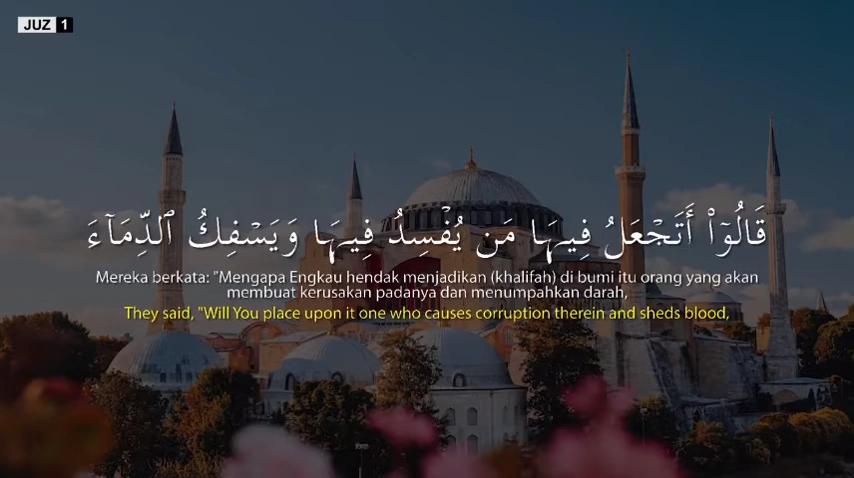 JUZ 1
قَالُوٓا۟ أَتَجْعَلُ فِيهَا مَن يُفْسِدُ فِيهَا وَيَسْفِكُ ٱلدِّمَآءَ
Mereka berkata: "Mengapa Engkau hendak menjadikan (khalifah) di bumi itu orang yang akan
membuat kerusakan padanya dan menumpahkan darah,
They said, "Will You place upon it one who causes corruption therein and sheds blood,